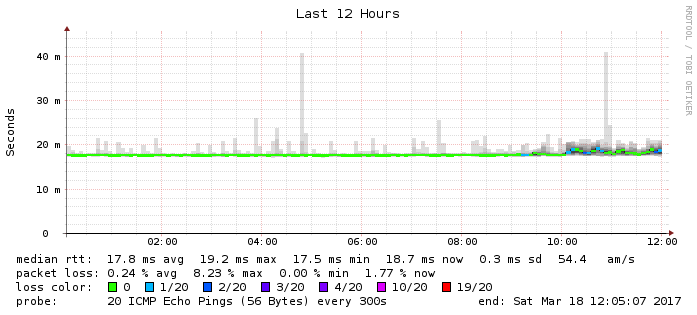 Last 12 Hours
RRDTOOL / TOBI OETIKER
Seconds
40 m
30 m
20 m
10 m
0
02:00 04:00 06:00 08:00 10:00 12:00
median rtt: 17.8 ms avg 19.2 ms max 17.5 ms min 18.7 ms now 0.3 ms sd 54.4 am/s
packet loss: 0.24 % avg 8.23 % max 0.00 % min 1.77 % now
loss color: 0 1/20 2/20 3/20 4/20 10/20 19/20
probe: 20 ICMP Echo Pings (56 Bytes) every 300s end: Sat Mar 18 12:05:07 2017